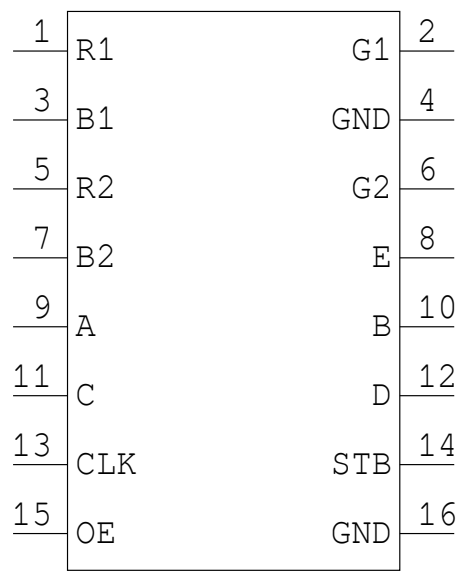 1 R1 G1 2
3 B1 GND 4
5 R2 G2 6
7 B2 E 8
9 A B 10
11 C D 12
13 CLK STB 14
15 OE GND 16